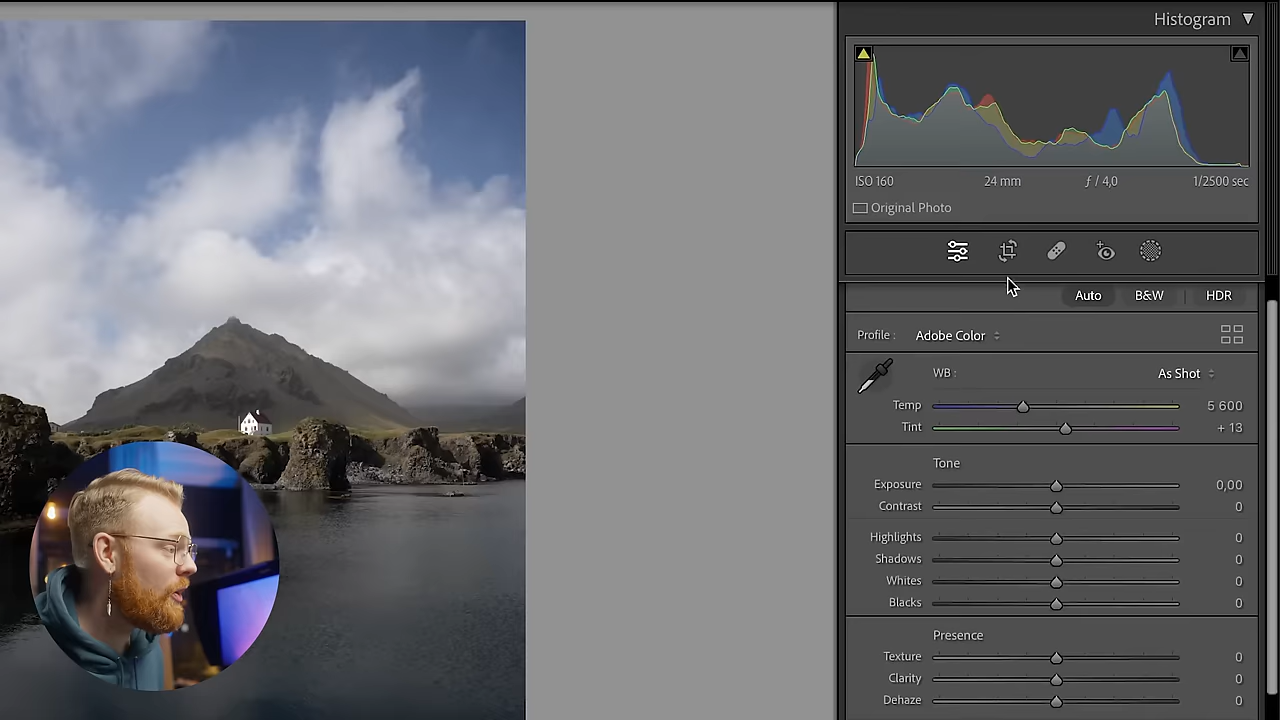 Histogram
ISO 160 24 mm ƒ / 4,0 1/2500 sec
Original Photo
Auto B&W | HDR
Profile : Adobe Color
WB : As Shot
Temp 5 600
Tint + 13
Tone
Exposure 0,00
Contrast 0
Highlights 0
Shadows 0
Whites 0
Blacks 0
Presence
Texture 0
Clarity 0
Dehaze 0